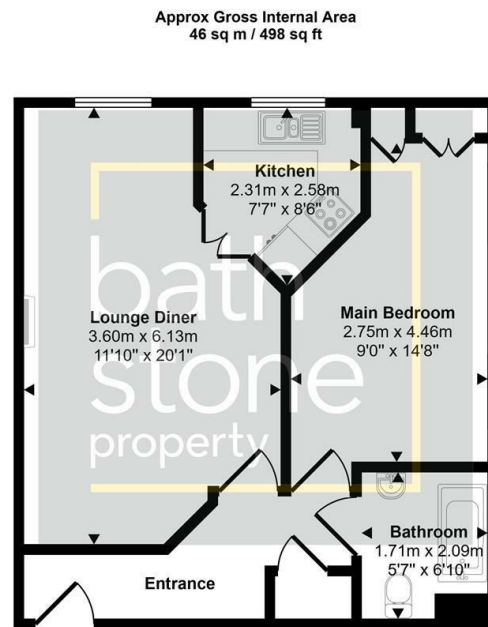 Approx Gross Internal Area
46 sq m / 498 sq ft
Kitchen
2.31m x 2.58m
7'7" x 8'6"
bath
stone
property
Lounge Diner
3.60m x 6.13m
11'10" x 20'1"
Main Bedroom
2.75m x 4.46m
9'0" x 14'8"
Bathroom
1.71m x 2.09m
5'7" x 6'10"
Entrance